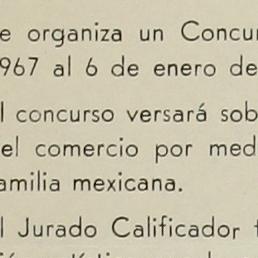 e organiza un Concur
967 al 6 de enero de
l concurso versará sob
el comercio por med
amilia mexicana.
l Jurado Calificador